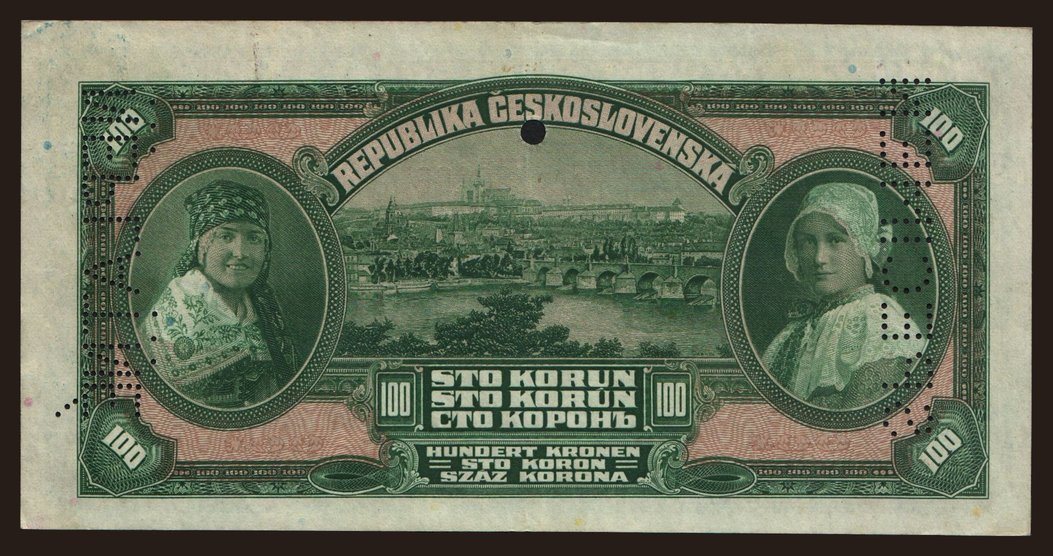 100 100
REPUBLIKA ČESKOSLOVENSKA
100 STO KORUN 100
STO KORUN
СТО КОРОНЪ
HUNDERT KRONEN
STO KORON
SZÁZ KORONA
100 100